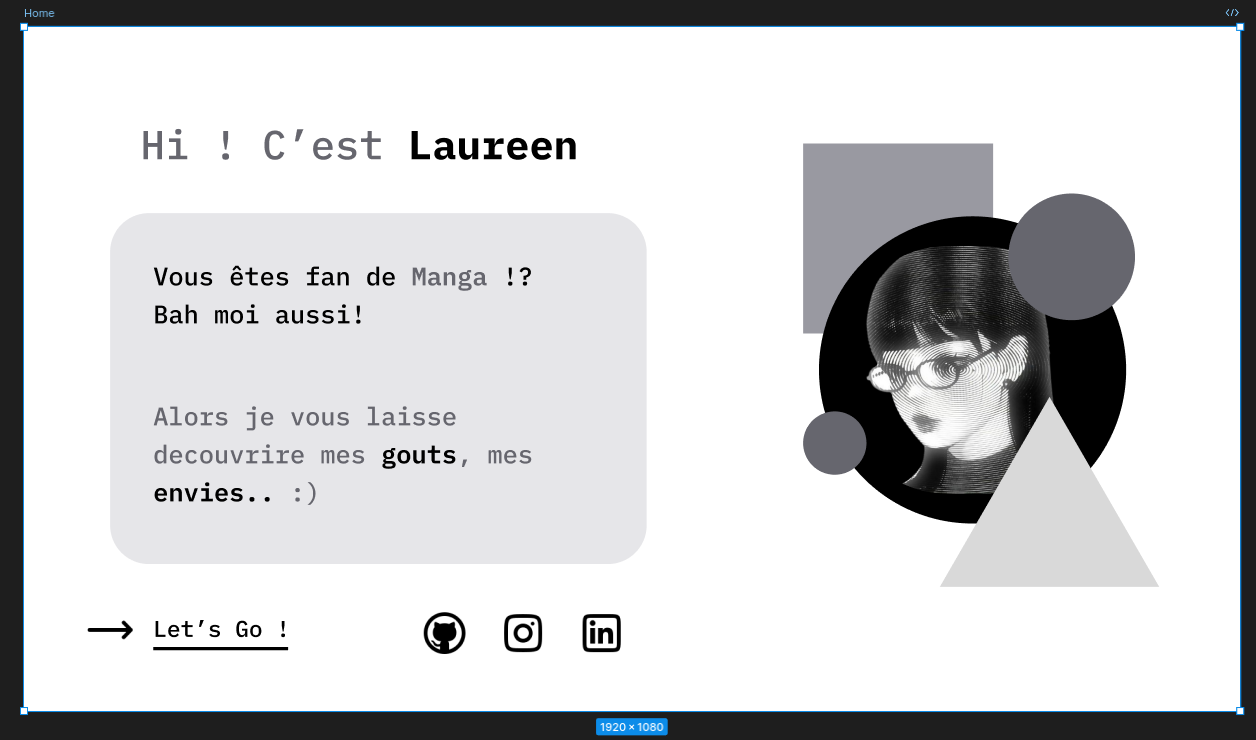 Home
Hi ! C’est Laureen
Vous êtes fan de Manga !?
Bah moi aussi!
Alors je vous laisse
decouvrire mes gouts, mes
envies.. :)
Let’s Go !
in
1920 × 1080